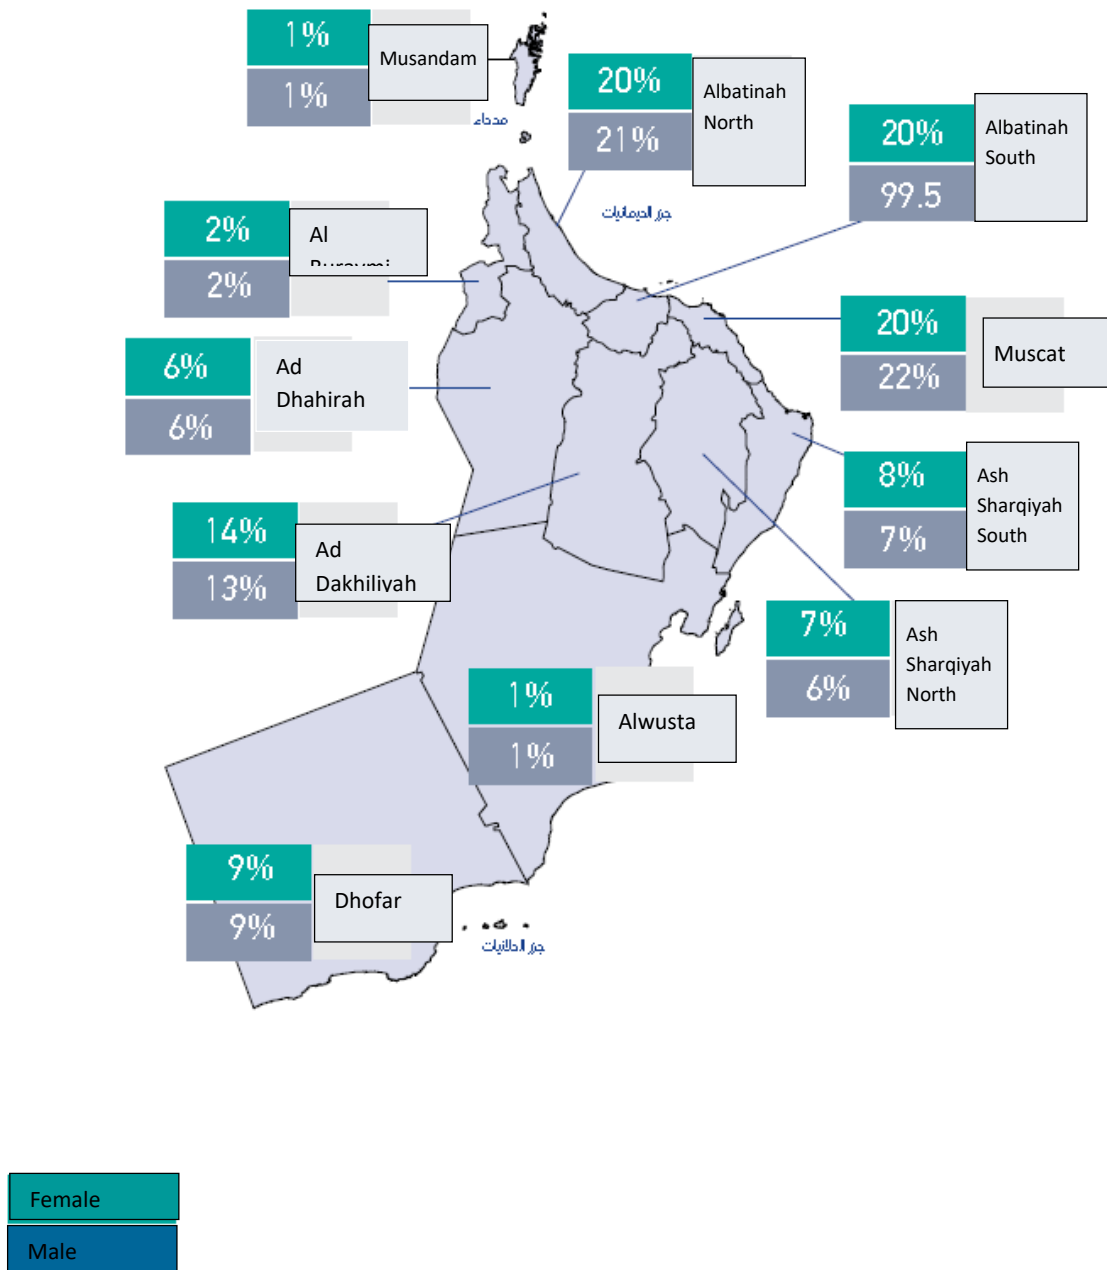 1%
Musandam
1%
مدحاء
20%
Albatinah
North
21%
20%
Albatinah
South
99.5
جزر الديمانيات
2%
Al
2%
20%
Muscat
22%
6%
Ad
Dhahirah
6%
8%
Ash
Sharqiyah
South
7%
14%
Ad
Dakhiliyah
13%
7%
Ash
Sharqiyah
North
6%
1%
Alwusta
1%
9%
Dhofar
9%
جزر الحلانيات
Female
Male